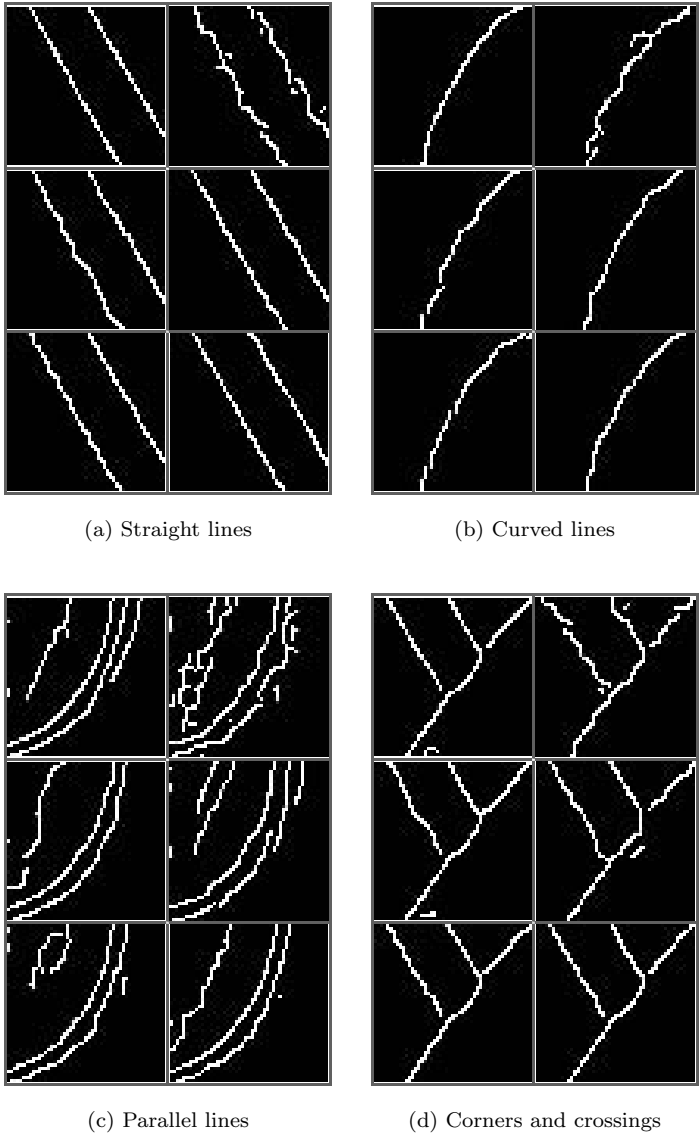 (a) Straight lines
(b) Curved lines
(c) Parallel lines
(d) Corners and crossings